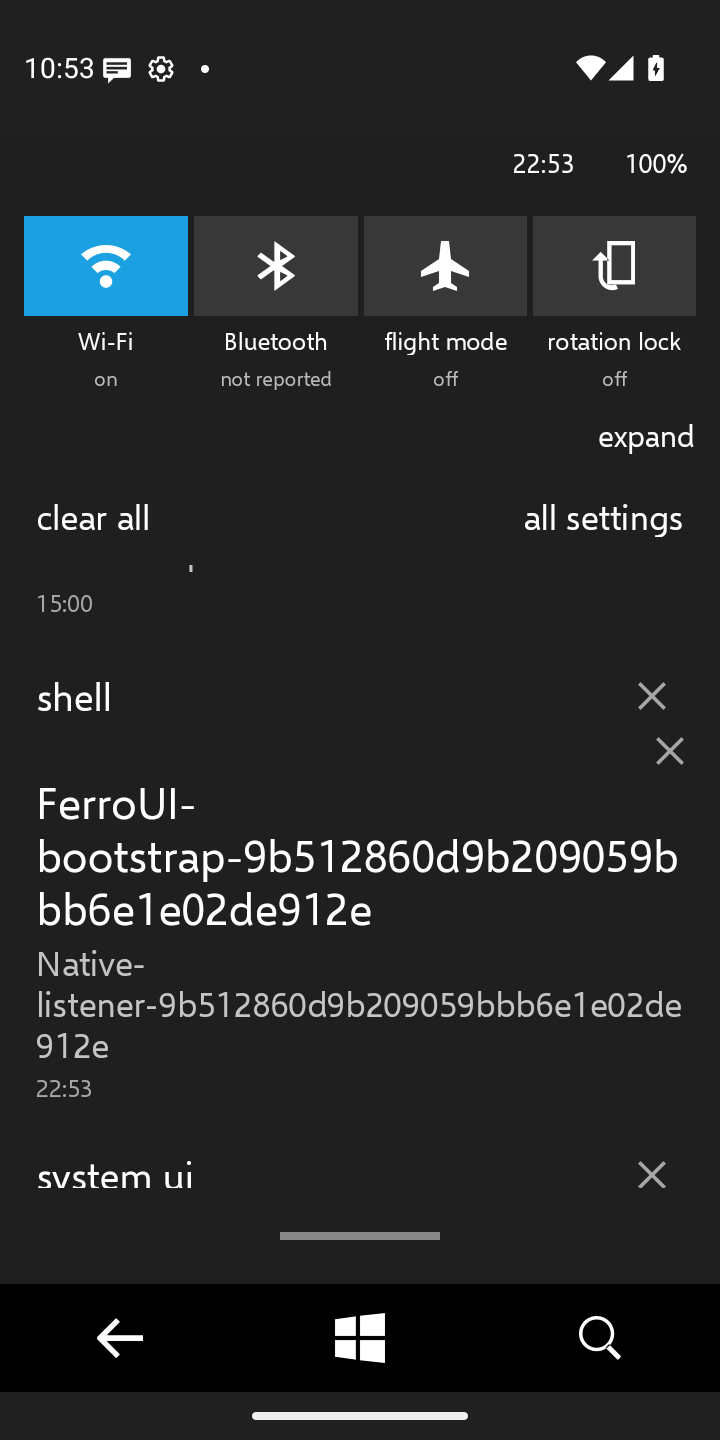 10:53
22:53 100%
Wi-Fi Bluetooth flight mode rotation lock
on not reported off off
expand
clear all all settings
15:00
shell
FerroUI-
bootstrap-9b512860d9b209059b
bb6e1e02de912e
Native-
listener-9b512860d9b209059bbb6e1e02de
912e
22:53
system ui